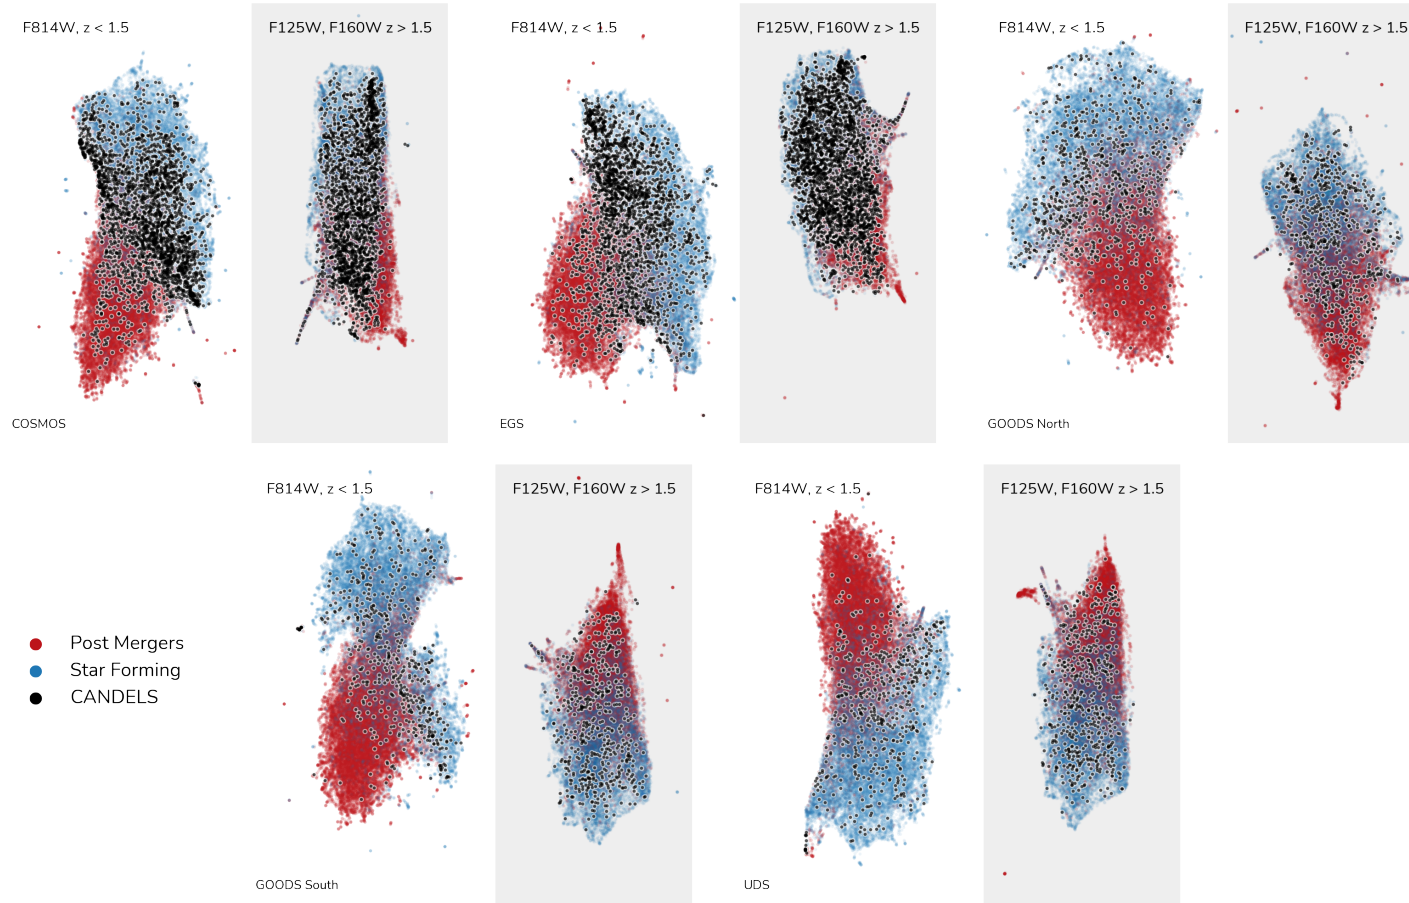 F814W, z < 1.5
F125W, F160W z > 1.5
F814W, z < 1.5
F125W, F160W z > 1.5
F814W, z < 1.5
F125W, F160W z > 1.5
COSMOS
EGS
GOODS North
F814W, z < 1.5
F125W, F160W z > 1.5
F814W, z < 1.5
F125W, F160W z > 1.5
Post Mergers
Star Forming
CANDELS
GOODS South
UDS